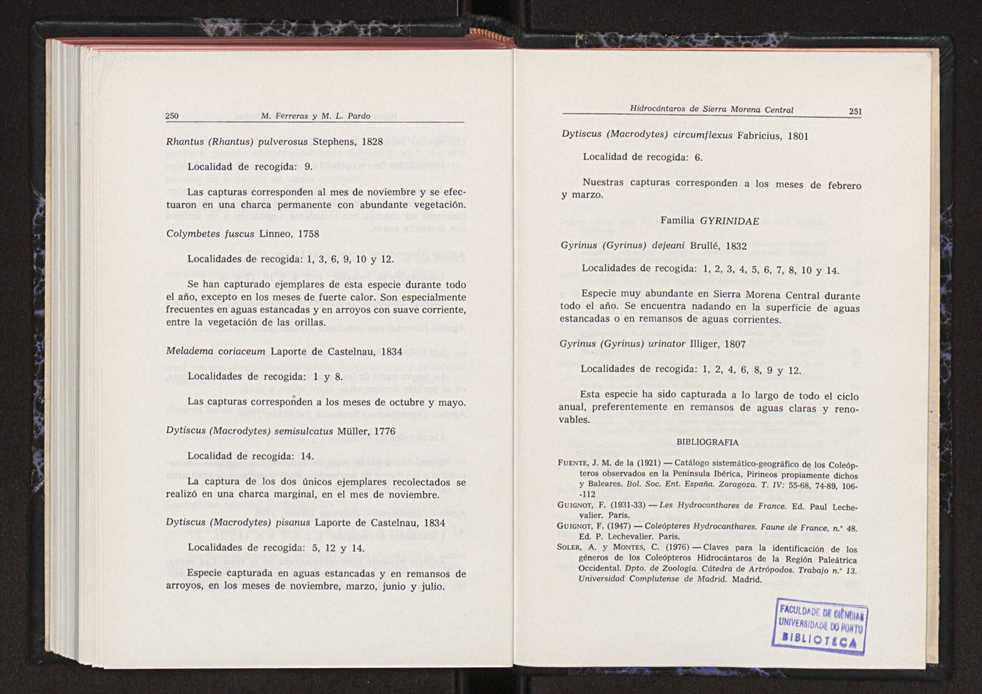 250 M. Ferreras y M. L. Pardo
Rhantus (Rhantus) pulverosus Stephens, 1828
Localidad de recogida: 9.
Las capturas corresponden al mes de noviembre y se efec-
tuaron en una charca permanente con abundante vegetación.
Colymbetes fuscus Linneo, 1758
Localidades de recogida: 1, 3, 6, 9, 10 y 12.
Se han capturado ejemplares de esta especie durante todo
el año, excepto en los meses de fuerte calor. Son especialmente
frecuentes en aguas estancadas y en arroyos con suave corriente,
entre la vegetación de las orillas.
Meladema coriaceum Laporte de Castelnau, 1834
Localidades de recogida: 1 y 8.
Las capturas corresponden a los meses de octubre y mayo.
Dytiscus (Macrodytes) semisulcatus Müller, 1776
Localidad de recogida: 14.
La captura de los dos únicos ejemplares recolectados se
realizó en una charca marginal, en el mes de noviembre.
Dytiscus (Macrodytes) pisanus Laporte de Castelnau, 1834
Localidades de recogida: 5, 12 y 14.
Especie capturada en aguas estancadas y en remansos de
arroyos, en los meses de noviembre, marzo, junio y julio.
Hidrocántaros de Sierra Morena Central 251
Dytiscus (Macrodytes) circumflexus Fabricius, 1801
Localidad de recogida: 6.
Nuestras capturas corresponden a los meses de febrero
y marzo.
Familia GYRINIDAE
Gyrinus (Gyrinus) dejeani Brullé, 1832
Localidades de recogida: 1, 2, 3, 4, 5, 6, 7, 8, 10 y 14.
Especie muy abundante en Sierra Morena Central durante
todo el año. Se encuentra nadando en la superficie de aguas
estancadas o en remansos de aguas corrientes.
Gyrinus (Gyrinus) urinator Illiger, 1807
Localidades de recogida: 1, 2, 4, 6, 8, 9 y 12.
Esta especie ha sido capturada a lo largo de todo el ciclo
anual, preferentemente en remansos de aguas claras y reno-
vables.
BIBLIOGRAFIA
FUENTE, J. M. de la (1921) — Catálogo sistemático-geográfico de los Coleóp-
teros observados en la Península Ibérica, Pirineos propiamente dichos
y Baleares. Bol. Soc. Ent. España. Zaragoza. T. IV: 55-68, 74-89, 106-
-112
GUIGNOT, F. (1931-33) — Les Hydrocanthares de France. Ed. Paul Leche-
valier. Paris.
GUIGNOT, F. (1947) — Coleópteres Hydrocanthares. Faune de France, n.º 48.
Ed. P. Lechevalier. Paris.
SOLER, A. y MONTES, C. (1976) — Claves para la identificación de los
géneros de los Coleópteros Hidrocántaros de la Región Paleártica
Occidental. Dpto. de Zoología. Cátedra de Artrópodos. Trabajo n.º 13.
Universidad Complutense de Madrid. Madrid.
FACULDADE DE CIÊNCIAS
UNIVERSIDADE DO PORTO
BIBLIOTECA